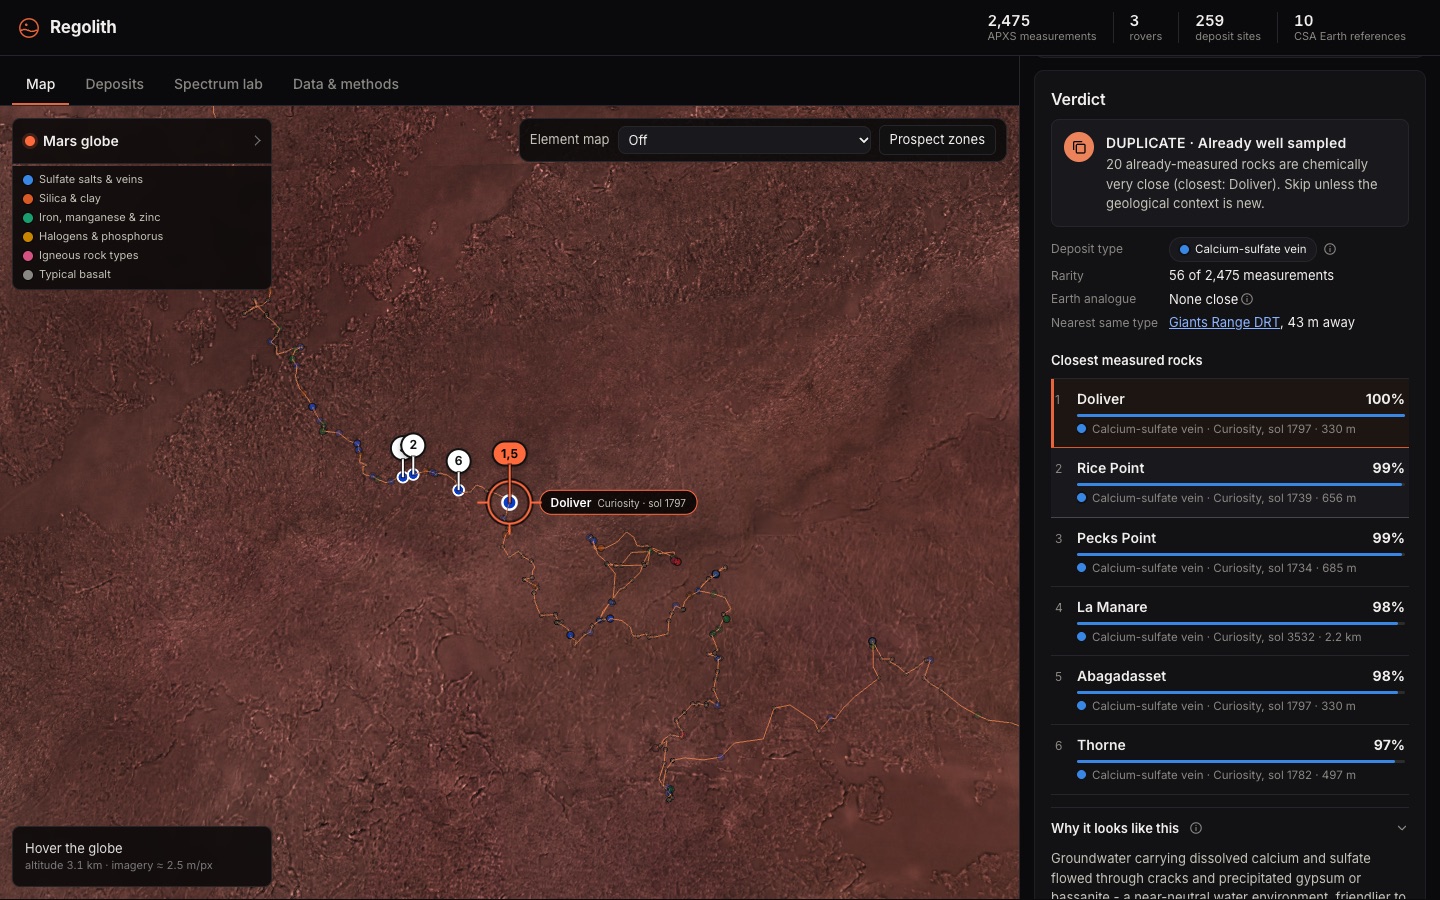 Regolith
2,475
APXS measurements
3
rovers
259
deposit sites
10
CSA Earth references
Map
Deposits
Spectrum lab
Data & methods
Mars globe
Sulfate salts & veins
Silica & clay
Iron, manganese & zinc
Halogens & phosphorus
Igneous rock types
Typical basalt
Element map
Off
Prospect zones
2
6
1,5
Doliver Curiosity · sol 1797
Hover the globe
altitude 3.1 km · imagery ≈ 2.5 m/px
Verdict
DUPLICATE · Already well sampled
20 already-measured rocks are chemically
very close (closest: Doliver). Skip unless the
geological context is new.
Deposit type Calcium-sulfate vein
Rarity 56 of 2,475 measurements
Earth analogue None close
Nearest same type Giants Range DRT, 43 m away
Closest measured rocks
1 Doliver 100%
Calcium-sulfate vein · Curiosity, sol 1797 · 330 m
2 Rice Point 99%
Calcium-sulfate vein · Curiosity, sol 1739 · 656 m
3 Pecks Point 99%
Calcium-sulfate vein · Curiosity, sol 1734 · 685 m
4 La Manare 98%
Calcium-sulfate vein · Curiosity, sol 3532 · 2.2 km
5 Abagadasset 98%
Calcium-sulfate vein · Curiosity, sol 1797 · 330 m
6 Thorne 97%
Calcium-sulfate vein · Curiosity, sol 1782 · 497 m
Why it looks like this
Groundwater carrying dissolved calcium and sulfate
flowed through cracks and precipitated gypsum or
bassanite - a near-neutral water environment, friendlier to